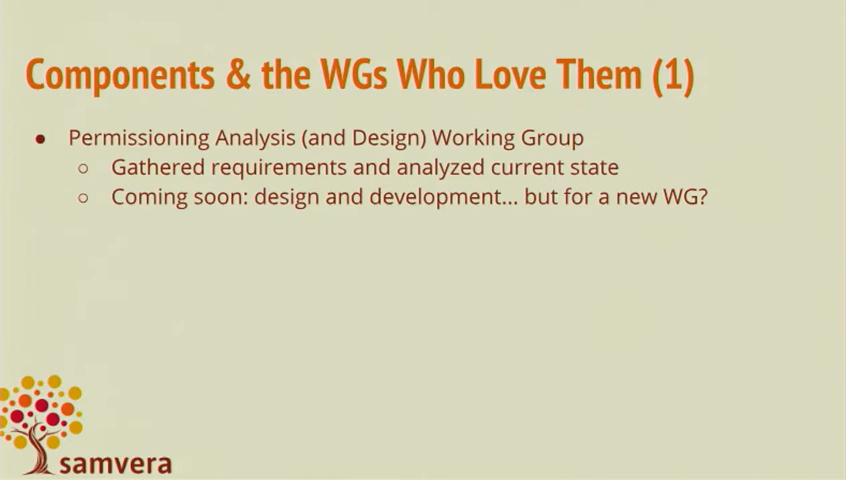 Components & the WGs Who Love Them (1)
● Permissioning Analysis (and Design) Working Group
○ Gathered requirements and analyzed current state
○ Coming soon: design and development... but for a new WG?
samvera